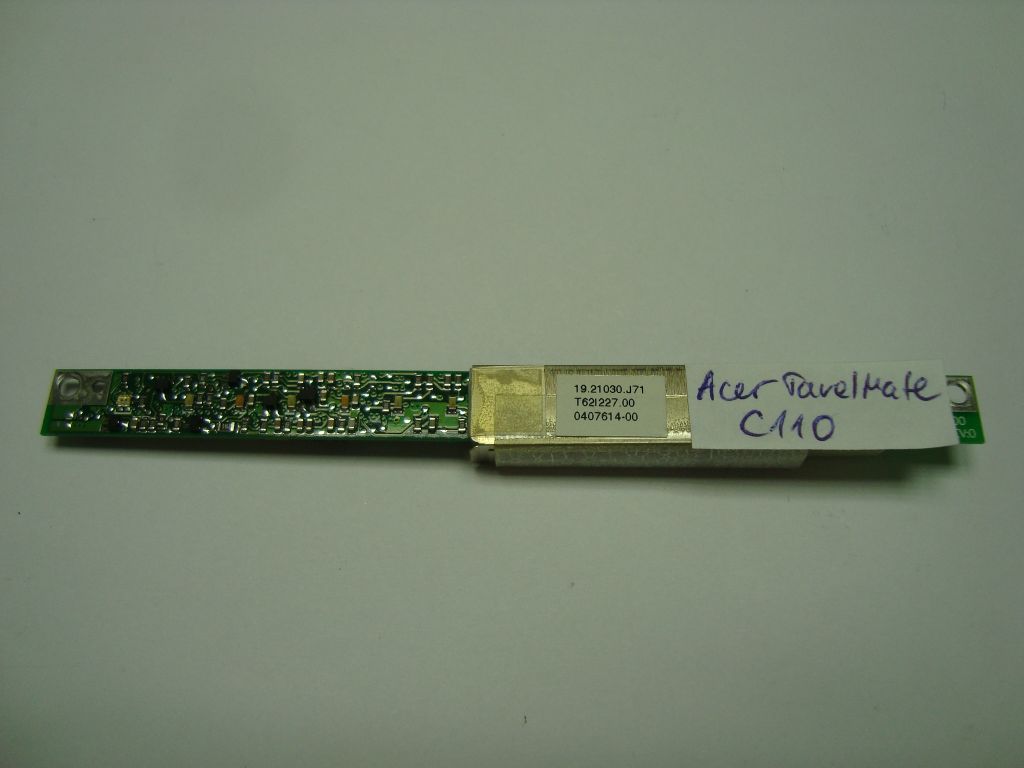 19.21030.J71
T62I227.00
0407614-00
Acer TavelMate
C110